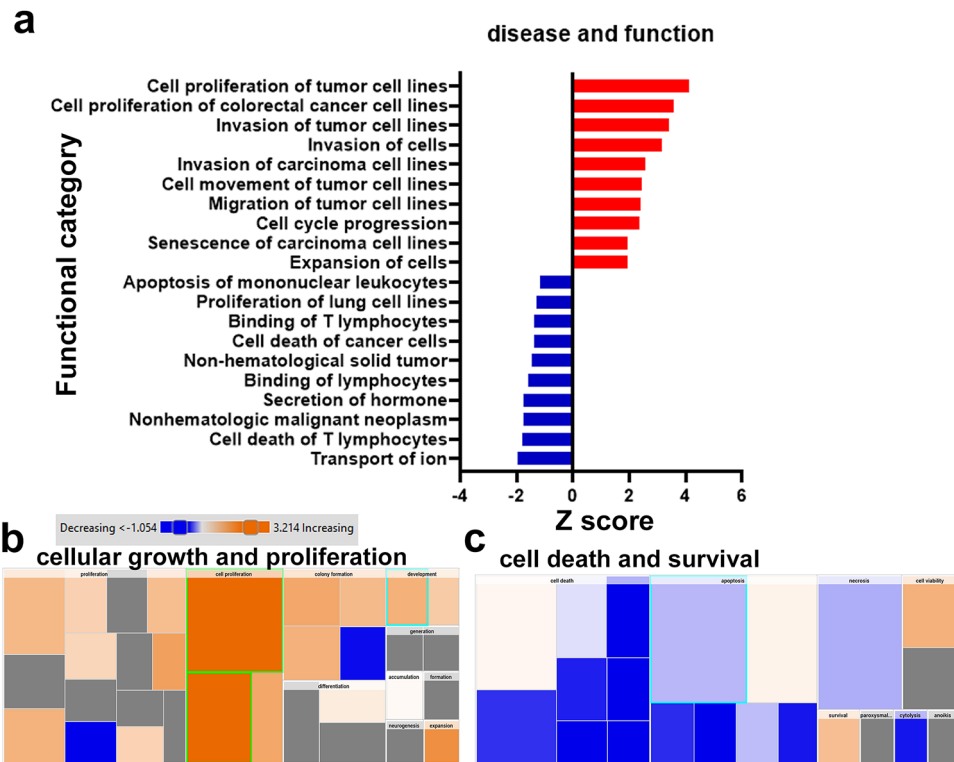 a
disease and function
Functional category
Cell proliferation of tumor cell lines
Cell proliferation of colorectal cancer cell lines
Invasion of tumor cell lines
Invasion of cells
Invasion of carcinoma cell lines
Cell movement of tumor cell lines
Migration of tumor cell lines
Cell cycle progression
Senescence of carcinoma cell lines
Expansion of cells
Apoptosis of mononuclear leukocytes
Proliferation of lung cell lines
Binding of T lymphocytes
Cell death of cancer cells
Non-hematological solid tumor
Binding of lymphocytes
Secretion of hormone
Nonhematologic malignant neoplasm
Cell death of T lymphocytes
Transport of ion
-4 -2 0 2 4 6
Z score
Decreasing <-1.054 3.214 Increasing
b cellular growth and proliferation
proliferation cell proliferation colony formation development
generation
differentiation accumulation formation
neurogenesis expansion
c cell death and survival
cell death apoptosis necrosis cell viability
survival paroxysmal... cytolysis anoikis